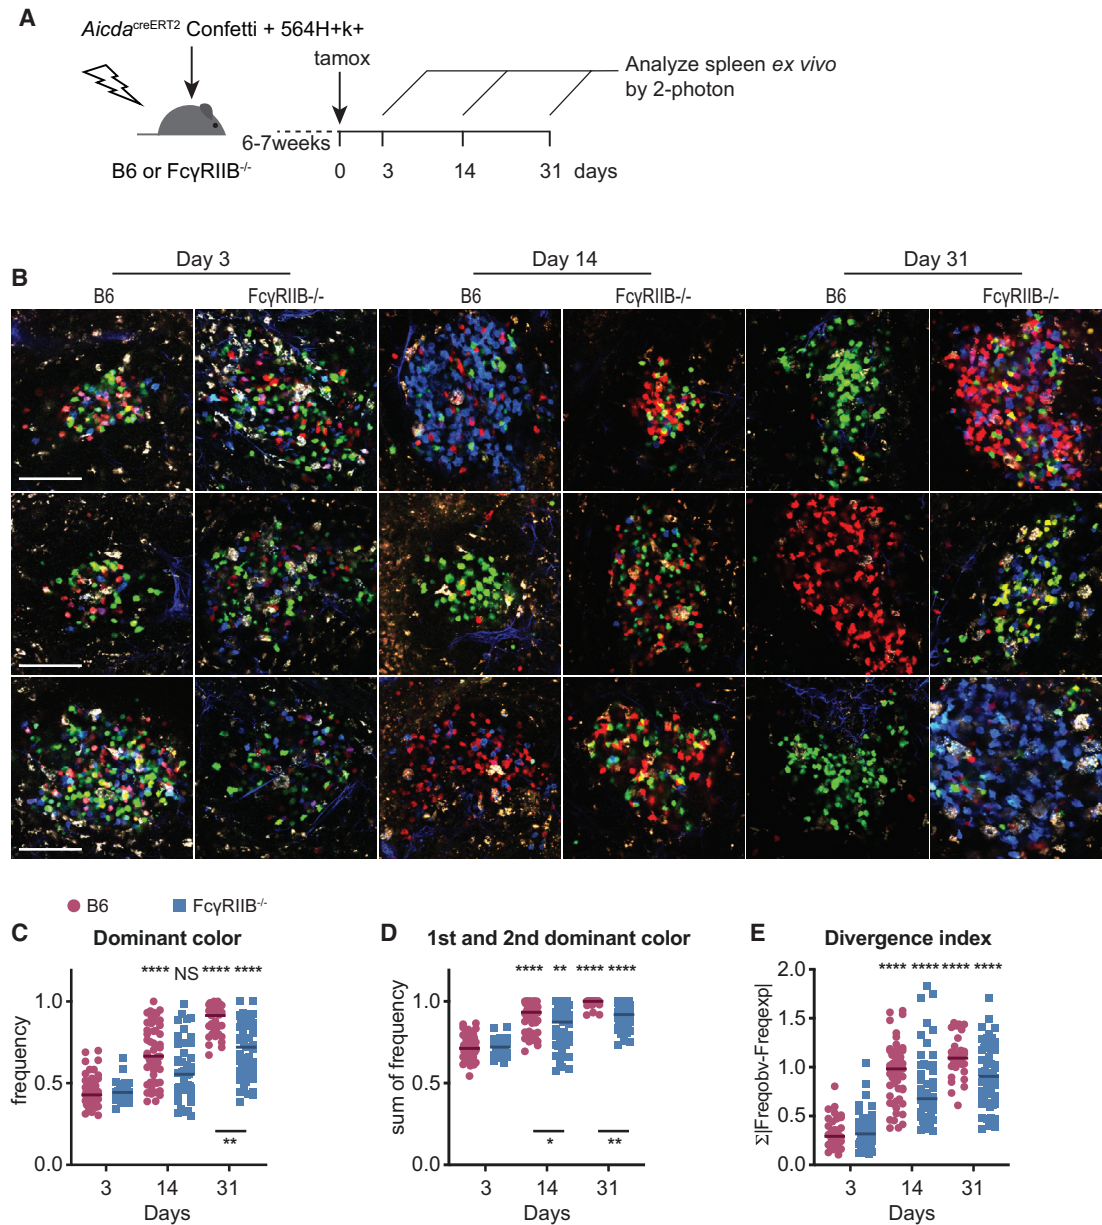 A
Aicda^creERT2 Confetti + 564H+k+
tamox
Analyze spleen ex vivo
by 2-photon
6-7weeks
B6 or FcγRIIB-/-
0 3 14 31 days
B
Day 3 Day 14 Day 31
B6 FcγRIIB-/- B6 FcγRIIB-/- B6 FcγRIIB-/-
B6 FcγRIIB-/-
C Dominant color
**** NS **** ****
frequency
1.0
0.5
0.0
**
3 14 31
Days
D 1st and 2nd dominant color
**** ** **** ****
sum of frequency
1.0
0.5
0.0
* **
3 14 31
Days
E Divergence index
**** **** **** ****
Σ|Freqobv-Freqexp|
2.0
1.5
1.0
0.5
0.0
3 14 31
Days